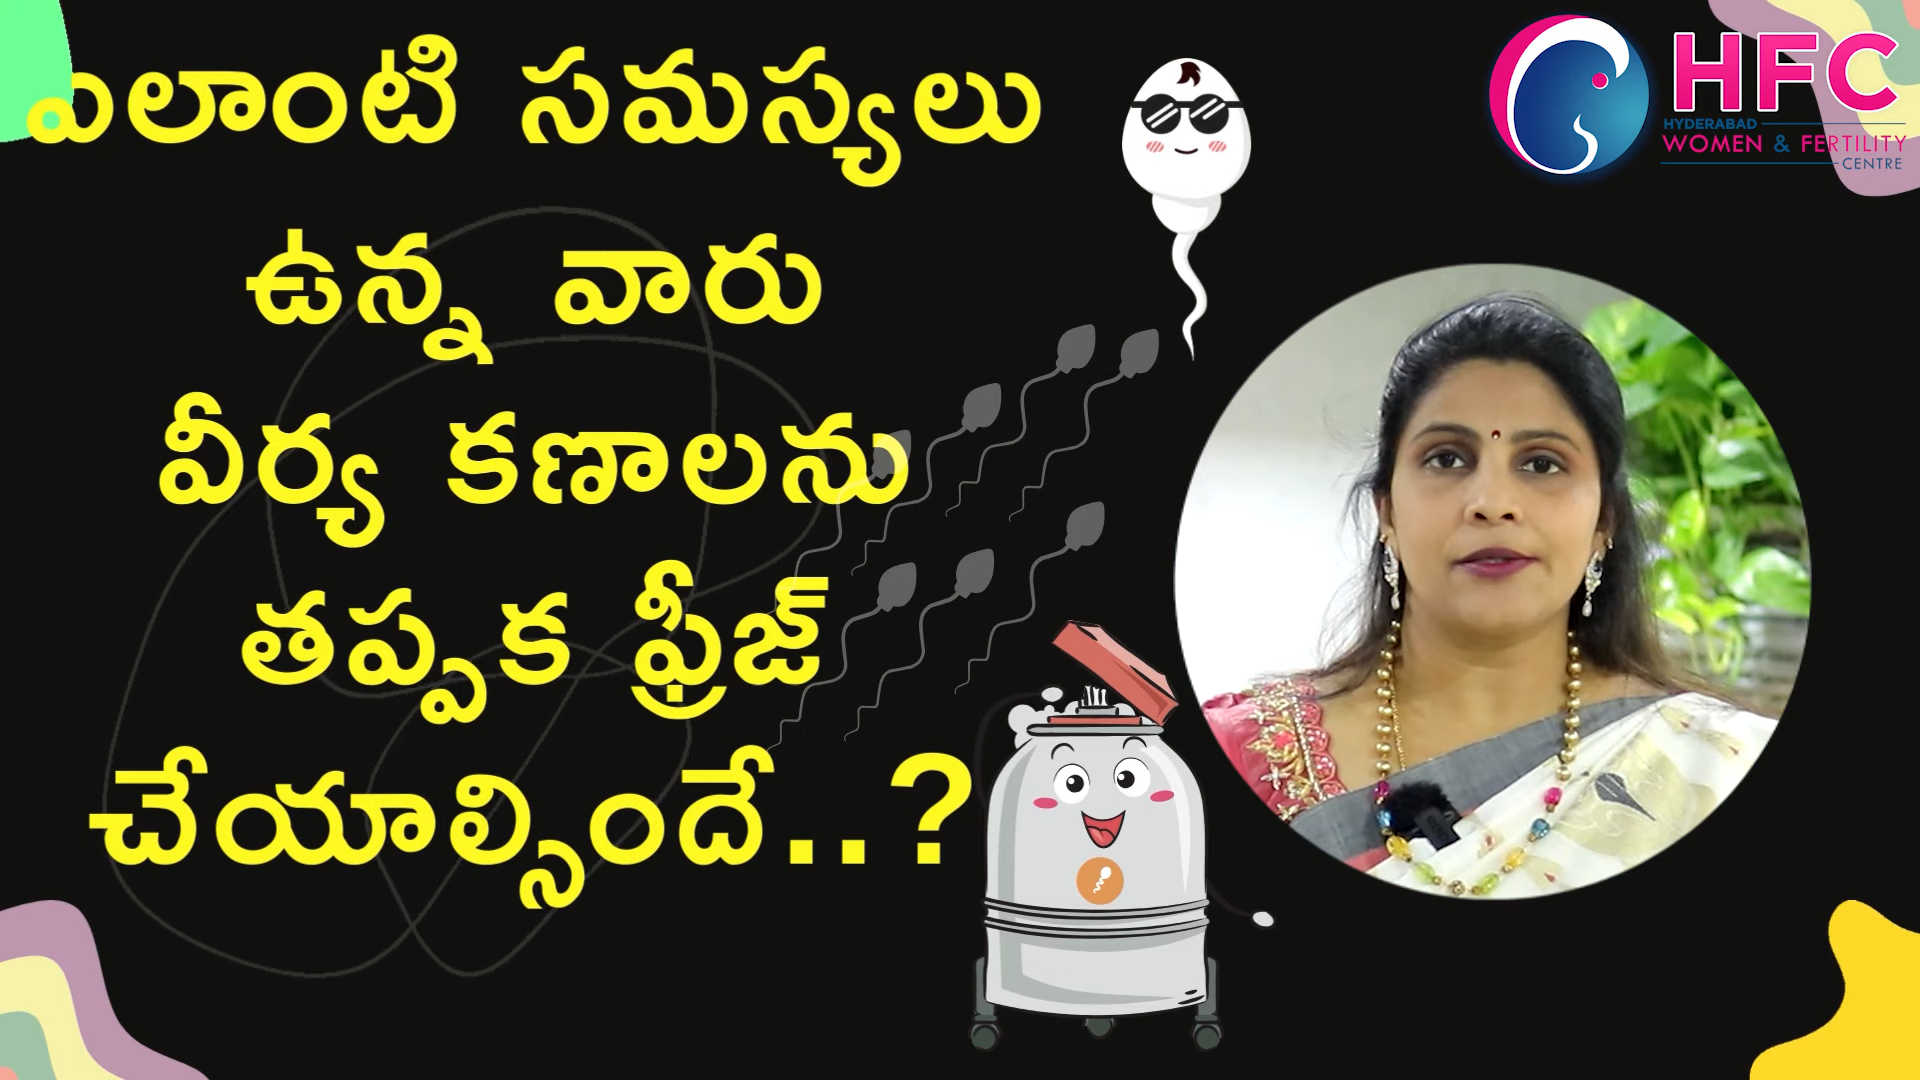 ఎలాంటి సమస్యలు
ఉన్న వారు
వీర్య కణాలను
తప్పక ఫ్రీజ్
చేయాల్సిందే..?
HFC
HYDERABAD
WOMEN & FERTILITY
CENTRE